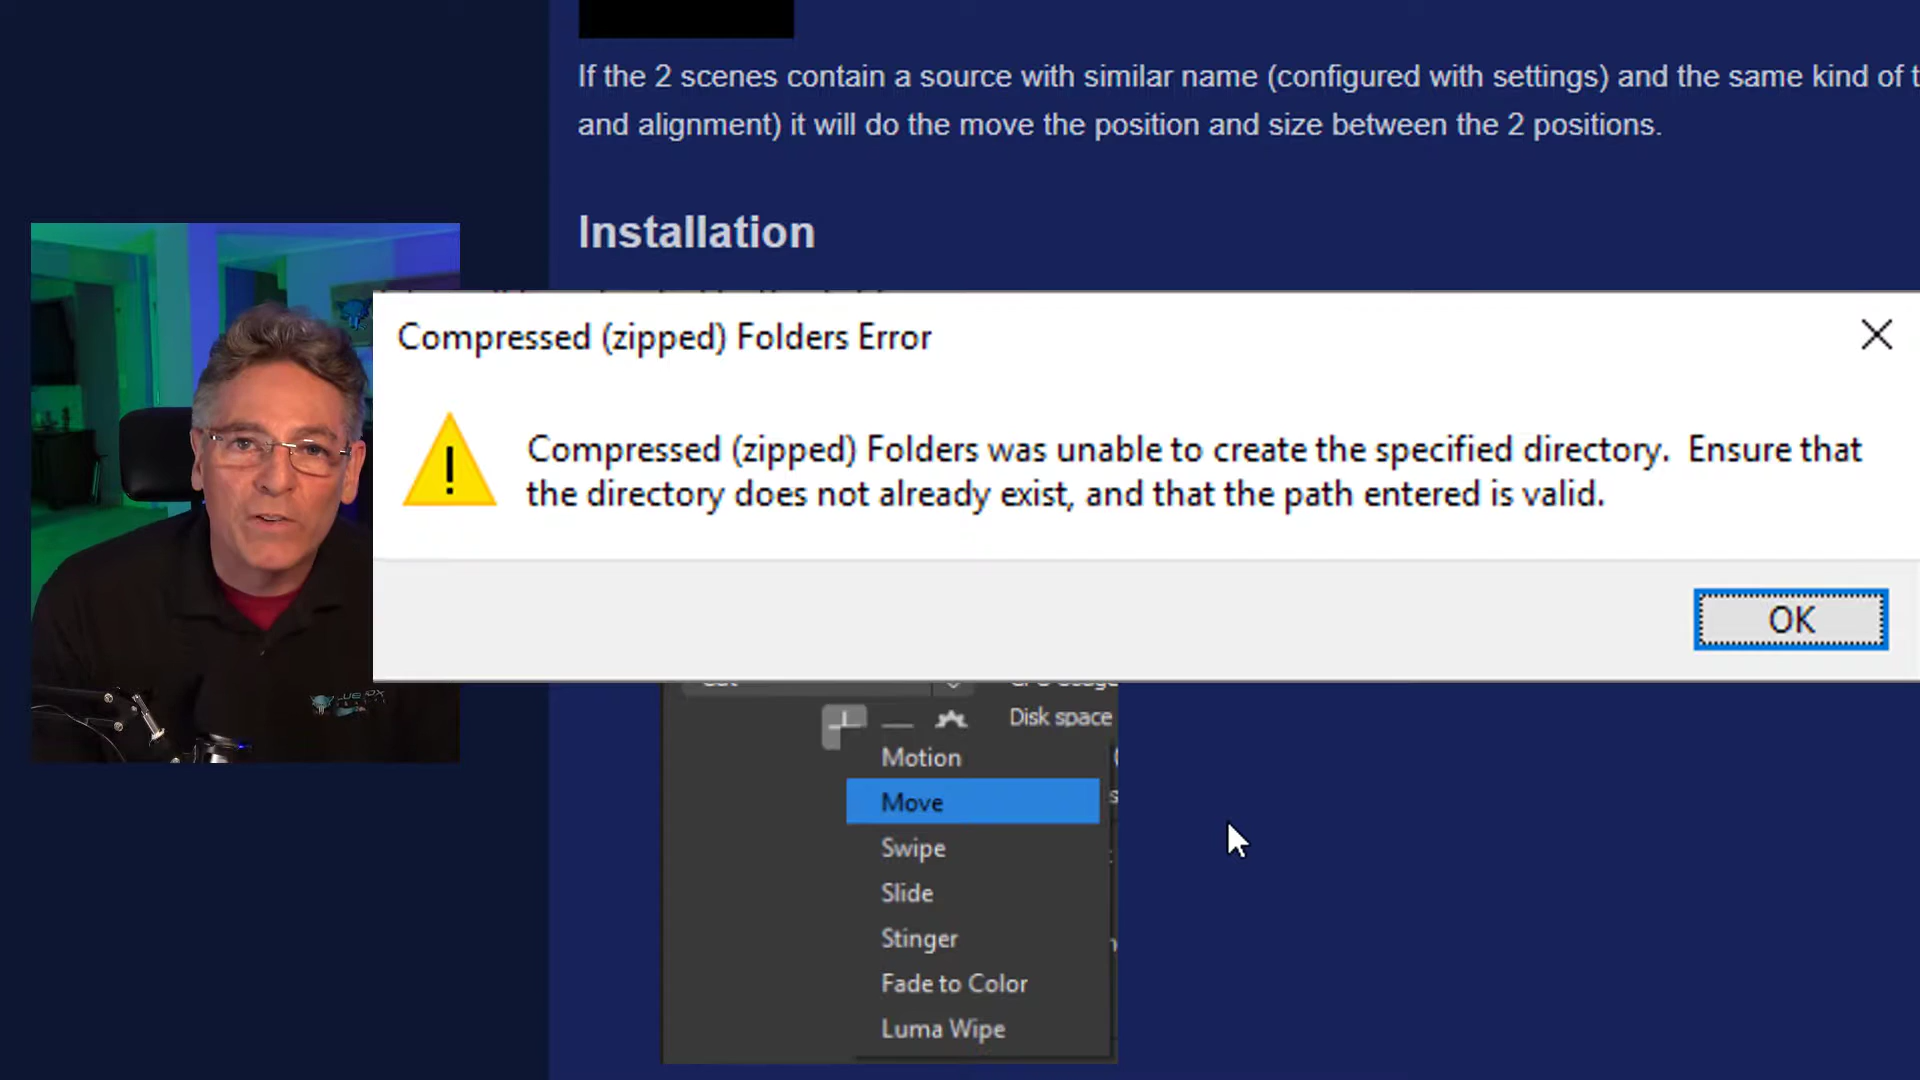 If the 2 scenes contain a source with similar name (configured with settings) and the same kind of
and alignment) it will do the move the position and size between the 2 positions.
Installation
Compressed (zipped) Folders Error
Compressed (zipped) Folders was unable to create the specified directory. Ensure that
the directory does not already exist, and that the path entered is valid.
OK
Disk space
Motion
Move
Swipe
Slide
Stinger
Fade to Color
Luma Wipe